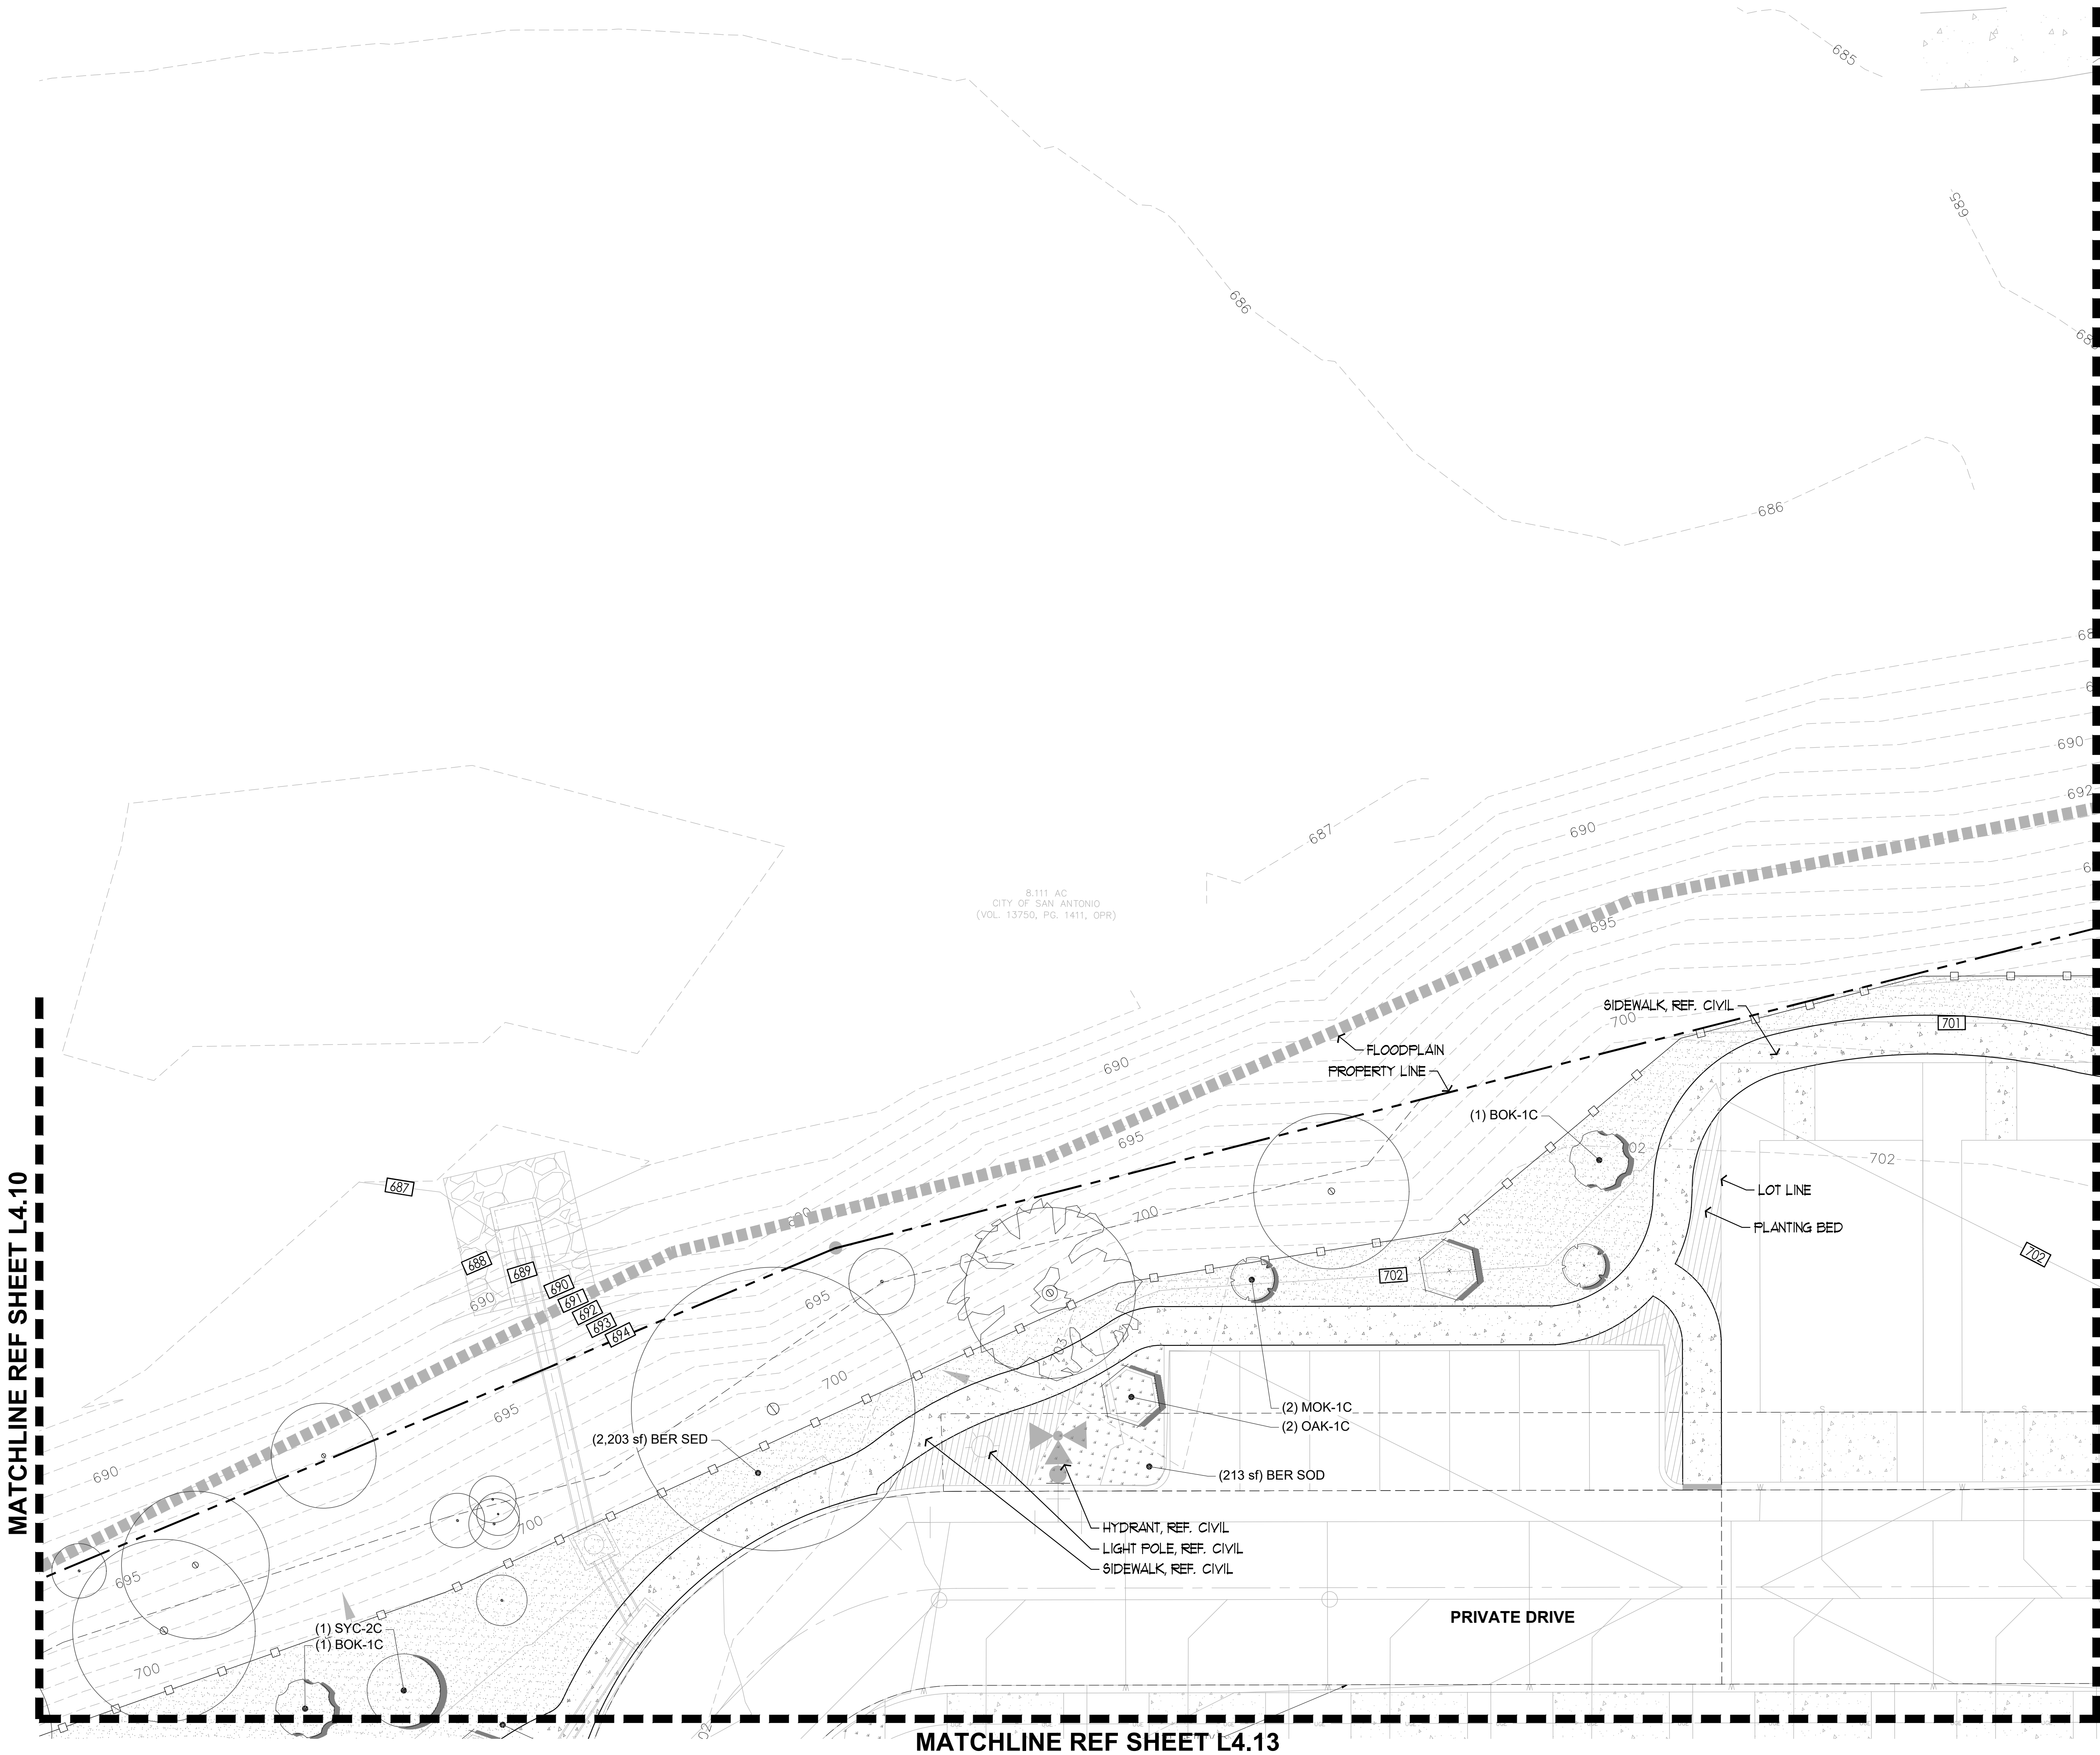 685
685
686
686
690
692
690
687
8.111 AC
CITY OF SAN ANTONIO
(VOL. 13750, PG. 1411, OPR)
695
SIDEWALK, REF. CIVIL
700
701
FLOODPLAIN
690
PROPERTY LINE
(1) BOK-1C
695
702
LOT LINE
687
PLANTING BED
700
690
688
689
702
702
690
691
692
693
694
690
695
700
695
(2) MOK-1C
(2) OAK-1C
(2,203 sf) BER SED
(213 sf) BER SOD
690
HYDRANT, REF. CIVIL
LIGHT POLE, REF. CIVIL
SIDEWALK, REF. CIVIL
700
695
PRIVATE DRIVE
(1) SYC-2C
(1) BOK-1C
700
MATCHLINE REF SHEET L4.10
MATCHLINE REF SHEET L4.13